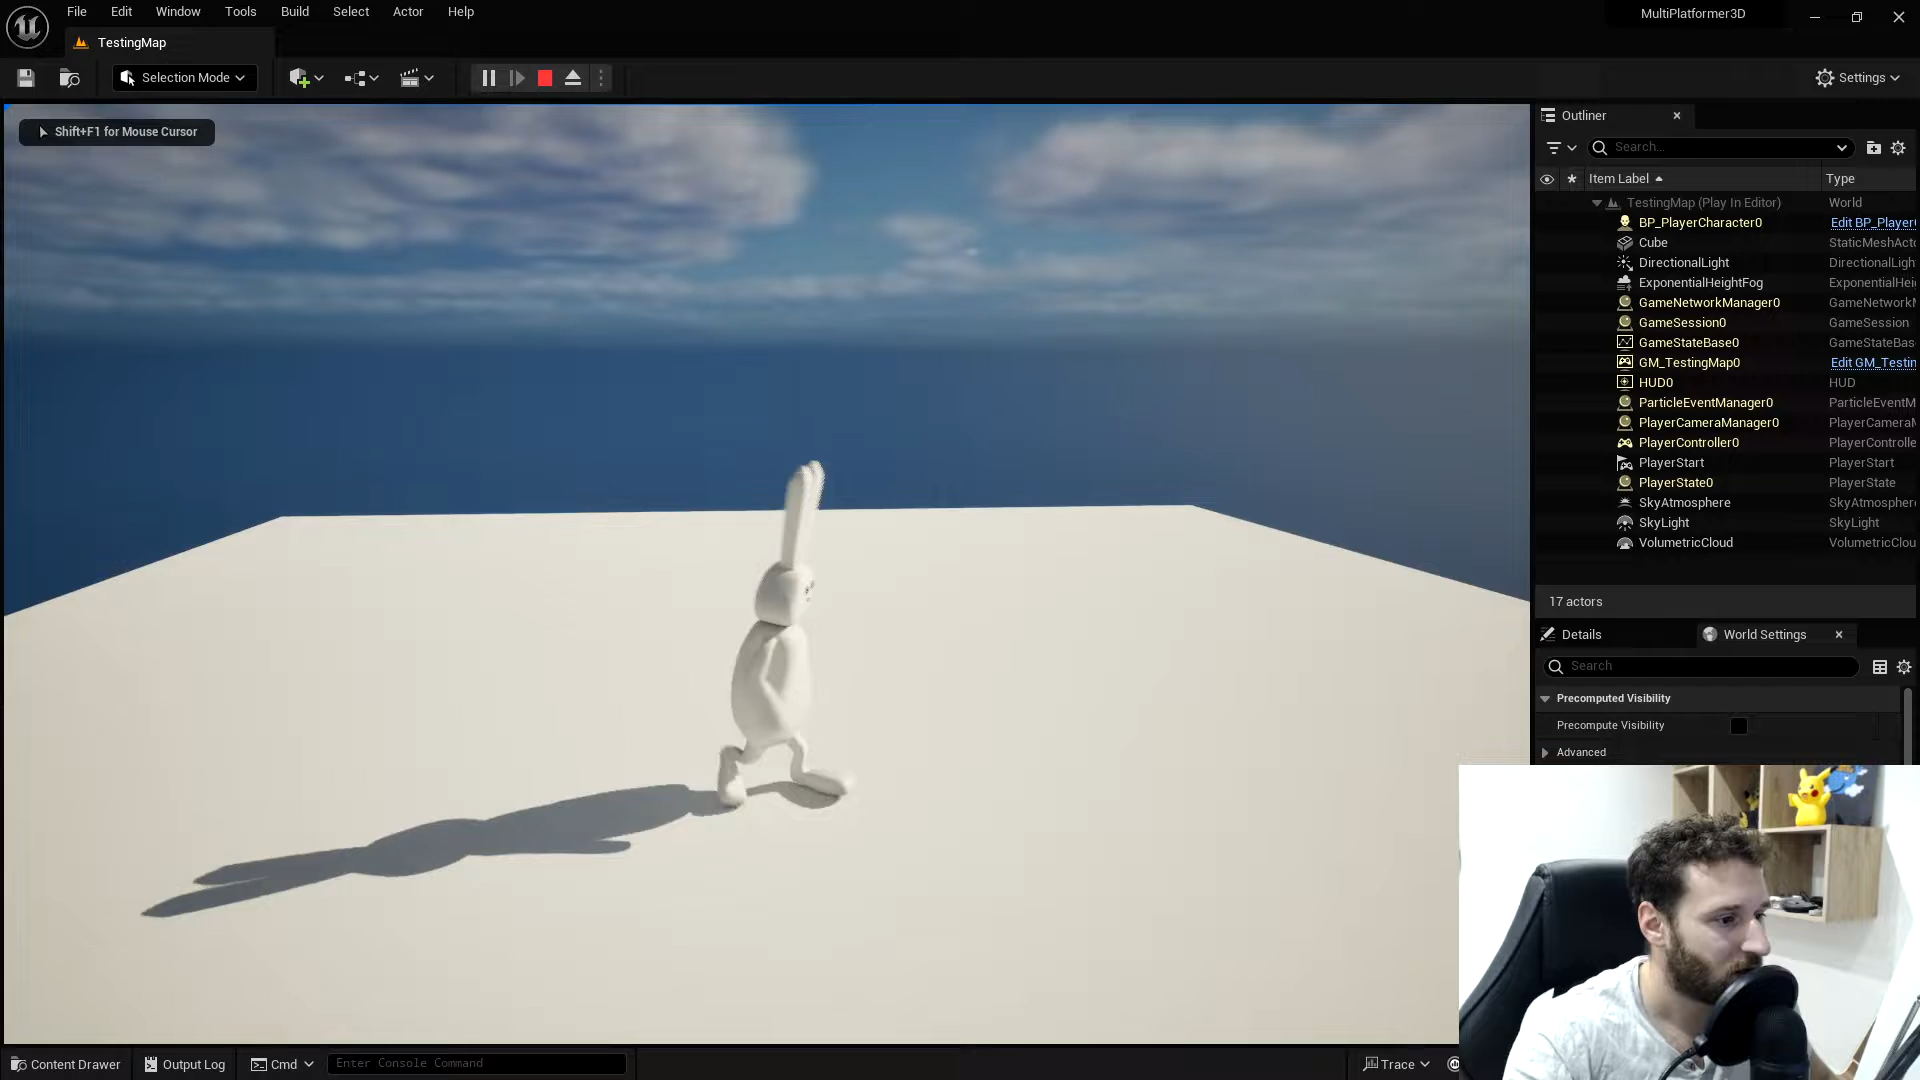 File Edit Window Tools Build Select Actor Help
MultiPlatformer3D
TestingMap
Selection Mode
Settings
Shift+F1 for Mouse Cursor
Outliner
Search...
Item Label Type
TestingMap (Play In Editor) World
BP_PlayerCharacter0 Edit BP_Player
Cube StaticMeshActo
DirectionalLight DirectionalLigh
ExponentialHeightFog ExponentialHei
GameNetworkManager0 GameNetworkM
GameSession0 GameSession
GameStateBase0 GameStateBas
GM_TestingMap0 Edit GM_Testin
HUD0 HUD
ParticleEventManager0 ParticleEventM
PlayerCameraManager0 PlayerCameraM
PlayerController0 PlayerControlle
PlayerStart PlayerStart
PlayerState0 PlayerState
SkyAtmosphere SkyAtmospher
SkyLight SkyLight
VolumetricCloud VolumetricClou
17 actors
Details World Settings
Search
Precomputed Visibility
Precompute Visibility
Advanced
Content Drawer Output Log Cmd Enter Console Command Trace